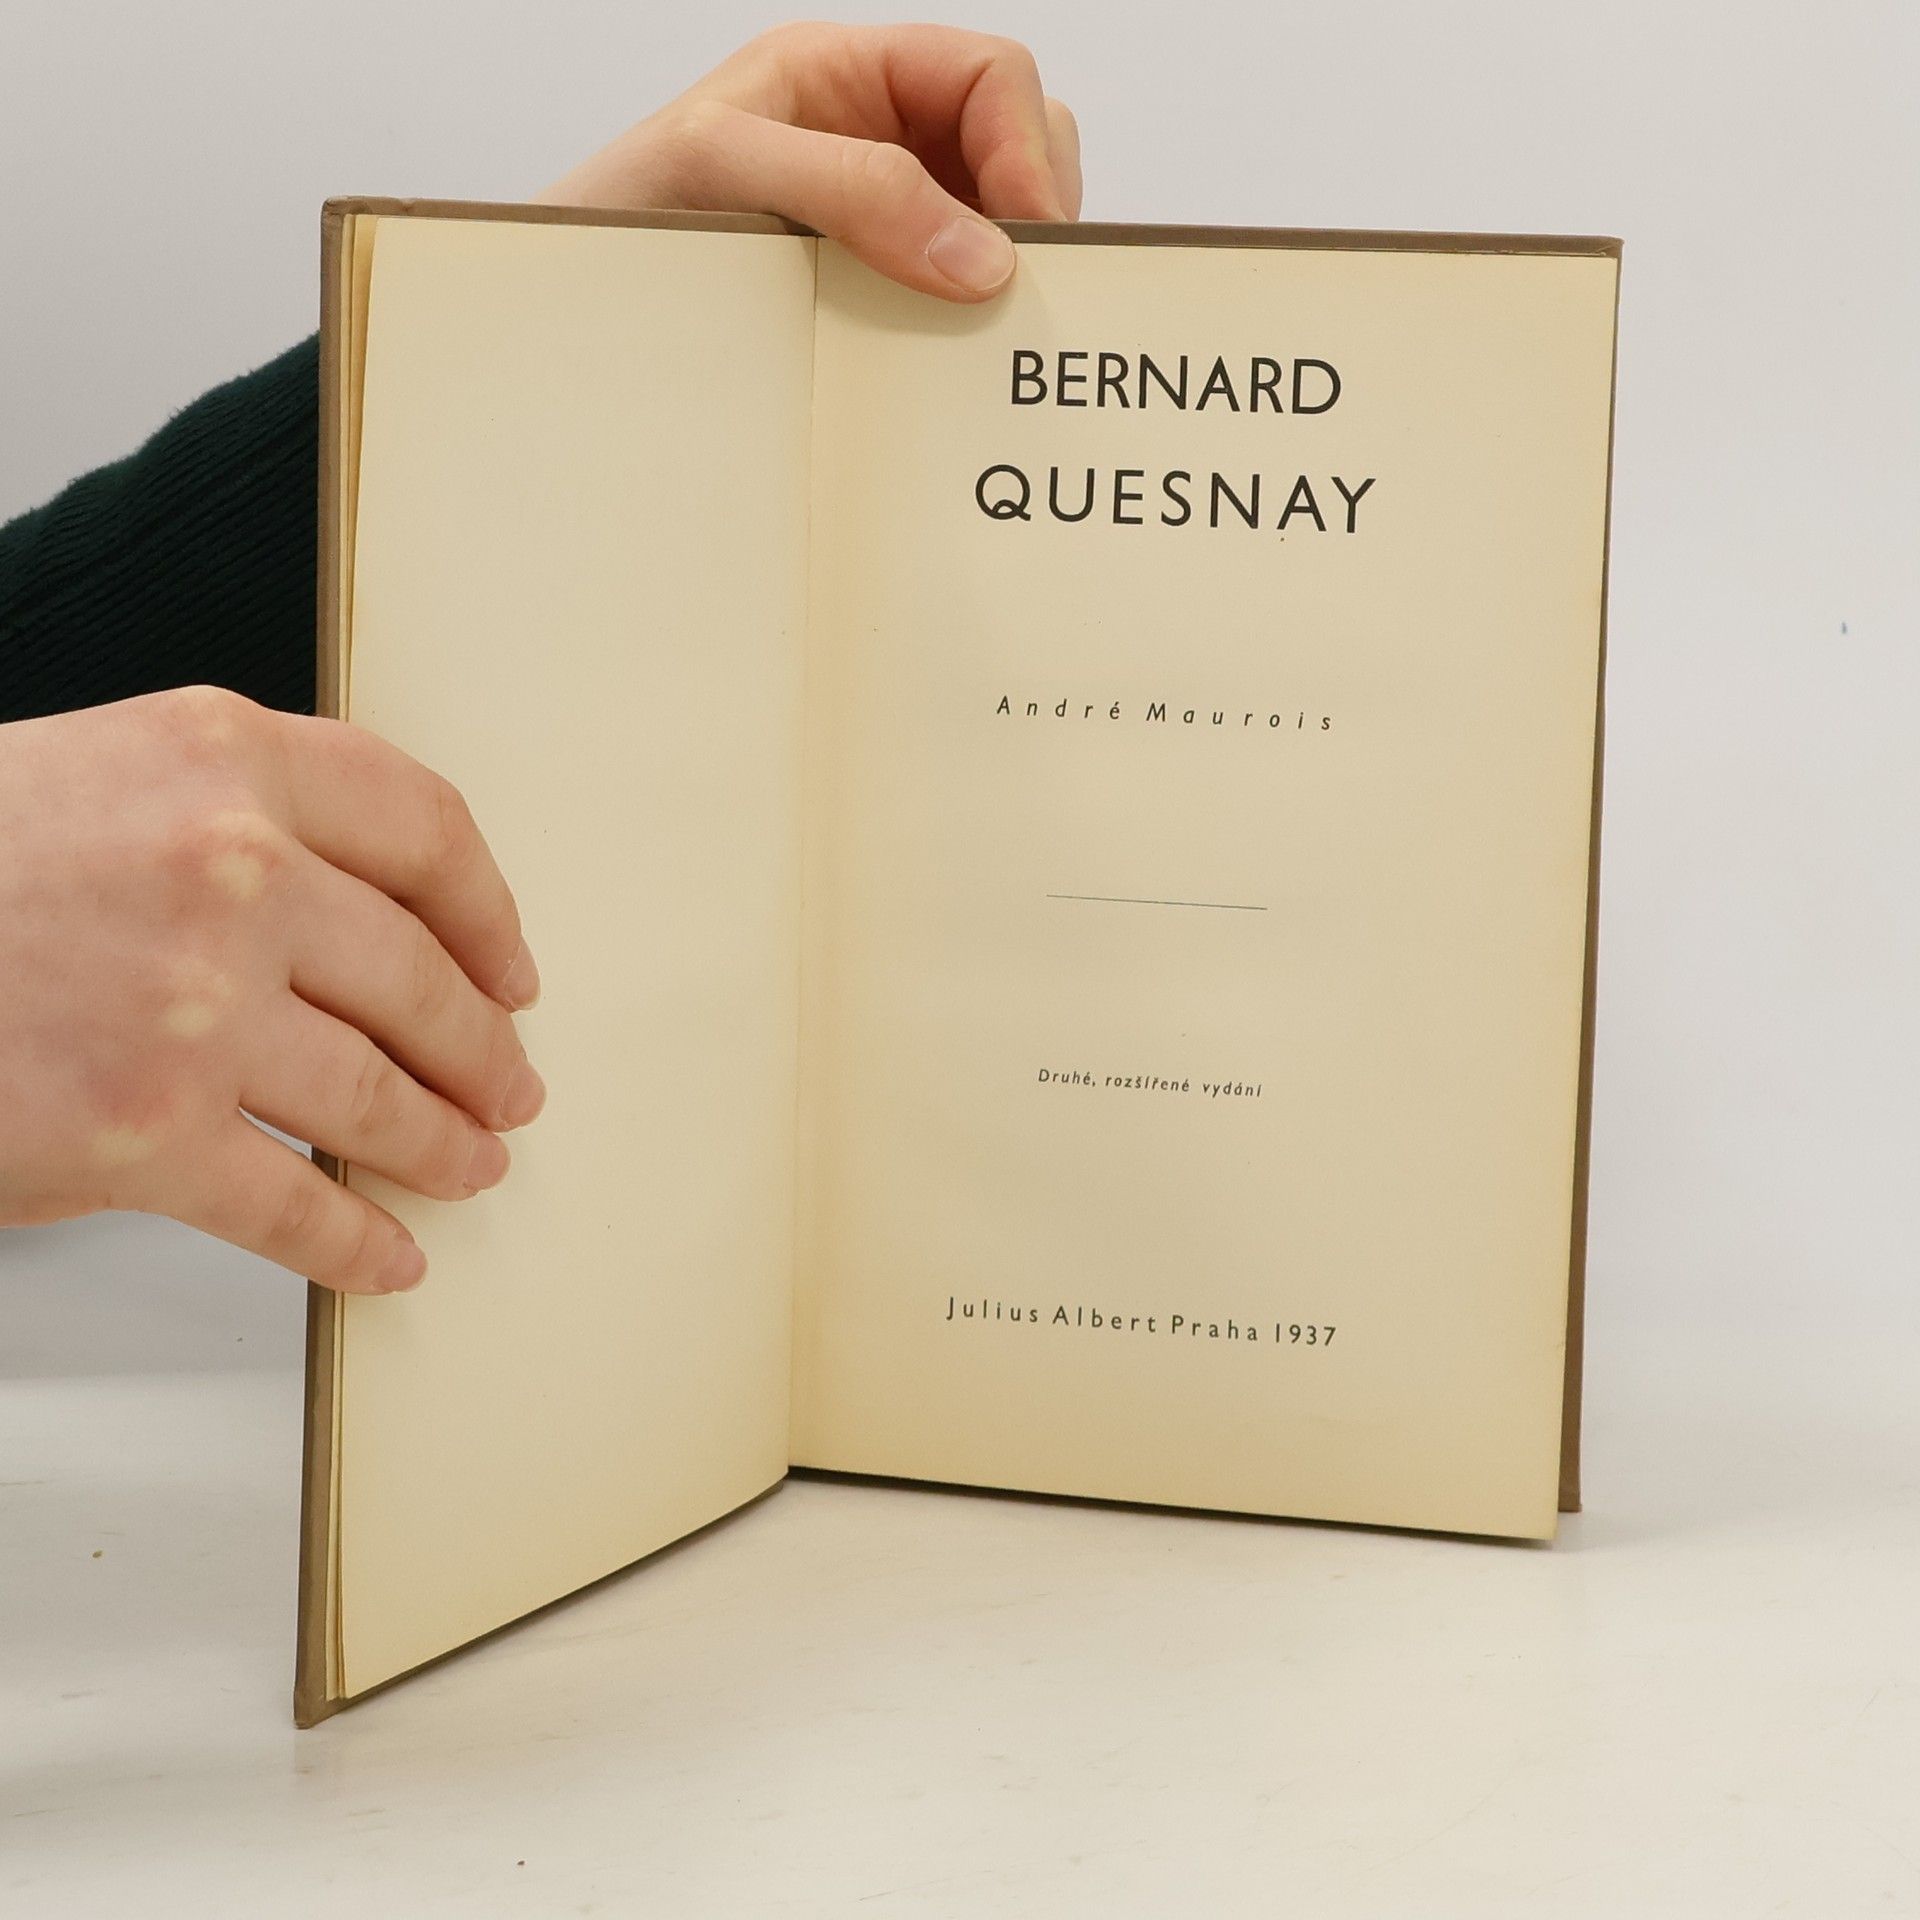 BERNARD
QUESNAY
André Maurois
Druhé, rozšířené vydání
Julius Albert Praha 1937